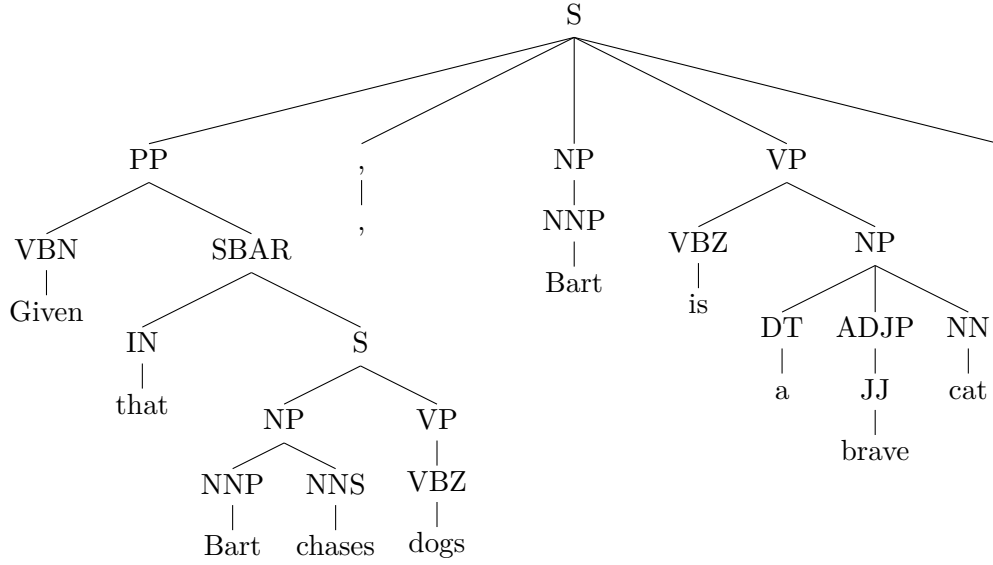 S
PP , NP VP
VBN SBAR , NNP VBZ NP
Given Bart is
IN S DT ADJP NN
that a JJ cat
NP VP brave
NNP NNS VBZ
Bart chases dogs